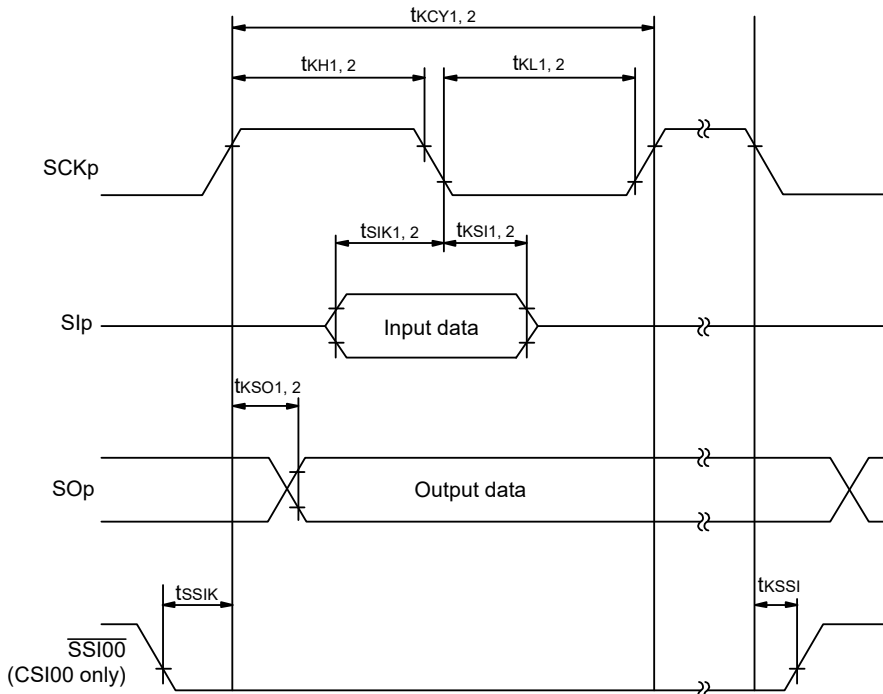 tKCY1, 2
tKH1, 2
tKL1, 2
SCKp
tSIK1, 2
tKSI1, 2
SIp
Input data
tKSO1, 2
SOp
Output data
tSSIK
tKSSI
SSI00
(CSI00 only)